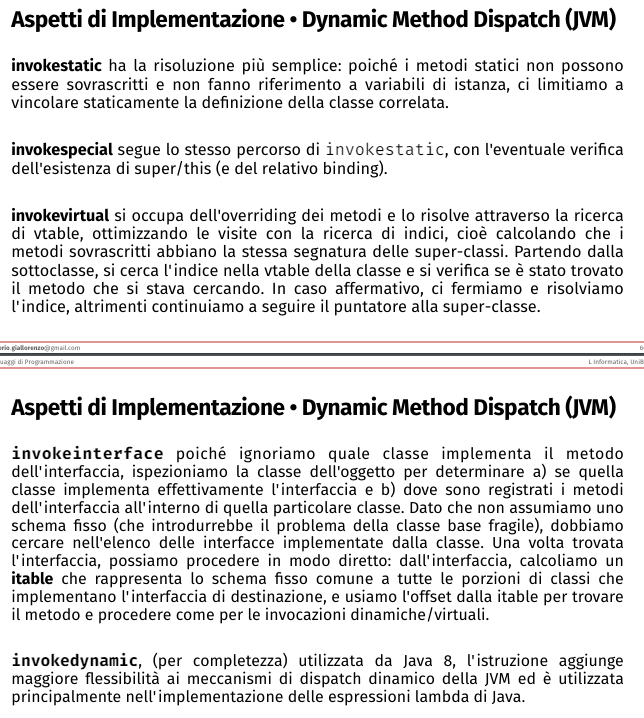 Aspetti di Implementazione • Dynamic Method Dispatch (JVM)
invokestatic ha la risoluzione più semplice: poiché i metodi statici non possono
essere sovrascritti e non fanno riferimento a variabili di istanza, ci limitiamo a
vincolare staticamente la definizione della classe correlata.
invokespecial segue lo stesso percorso di invokestatic, con l'eventuale verifica
dell'esistenza di super/this (e del relativo binding).
invokevirtual si occupa dell'overriding dei metodi e lo risolve attraverso la ricerca
di vtable, ottimizzando le visite con la ricerca di indici, cioè calcolando che i
metodi sovrascritti abbiano la stessa segnatura delle super-classi. Partendo dalla
sottoclasse, si cerca l'indice nella vtable della classe e si verifica se è stato trovato
il metodo che si stava cercando. In caso affermativo, ci fermiamo e risolviamo
l'indice, altrimenti continuiamo a seguire il puntatore alla super-classe.
erio.giallorenzo@gmail.com 6
uaggi di Programmazione L Informatica, UniB
Aspetti di Implementazione • Dynamic Method Dispatch (JVM)
invokeinterface poiché ignoriamo quale classe implementa il metodo
dell'interfaccia, ispezioniamo la classe dell'oggetto per determinare a) se quella
classe implementa effettivamente l'interfaccia e b) dove sono registrati i metodi
dell'interfaccia all'interno di quella particolare classe. Dato che non assumiamo uno
schema fisso (che introdurrebbe il problema della classe base fragile), dobbiamo
cercare nell'elenco delle interfacce implementate dalla classe. Una volta trovata
l'interfaccia, possiamo procedere in modo diretto: dall'interfaccia, calcoliamo un
itable che rappresenta lo schema fisso comune a tutte le porzioni di classi che
implementano l'interfaccia di destinazione, e usiamo l'offset dalla itable per trovare
il metodo e procedere come per le invocazioni dinamiche/virtuali.
invokedynamic, (per completezza) utilizzata da Java 8, l'istruzione aggiunge
maggiore flessibilità ai meccanismi di dispatch dinamico della JVM ed è utilizzata
principalmente nell'implementazione delle espressioni lambda di Java.